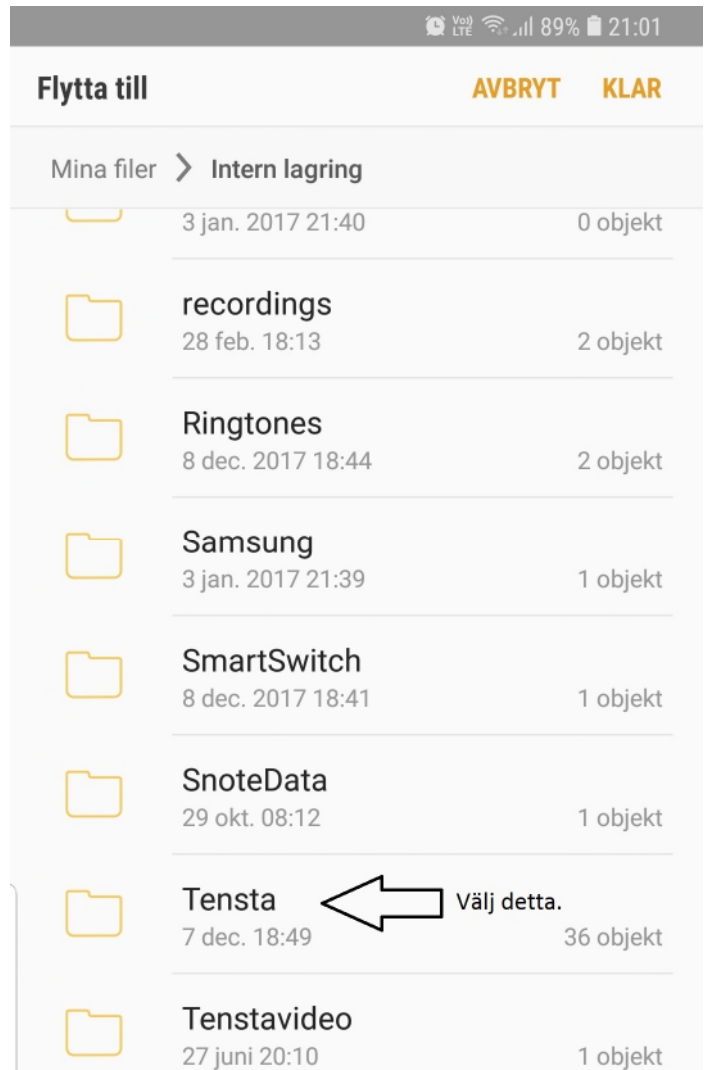 Vo)) LTE 89% 21:01
Flytta till AVBRYT KLAR
Mina filer Intern lagring
3 jan. 2017 21:40 0 objekt
recordings
28 feb. 18:13 2 objekt
Ringtones
8 dec. 2017 18:44 2 objekt
Samsung
3 jan. 2017 21:39 1 objekt
SmartSwitch
8 dec. 2017 18:41 1 objekt
SnoteData
29 okt. 08:12 1 objekt
Tensta Välj detta.
7 dec. 18:49 36 objekt
Tenstavideo
27 juni 20:10 1 objekt